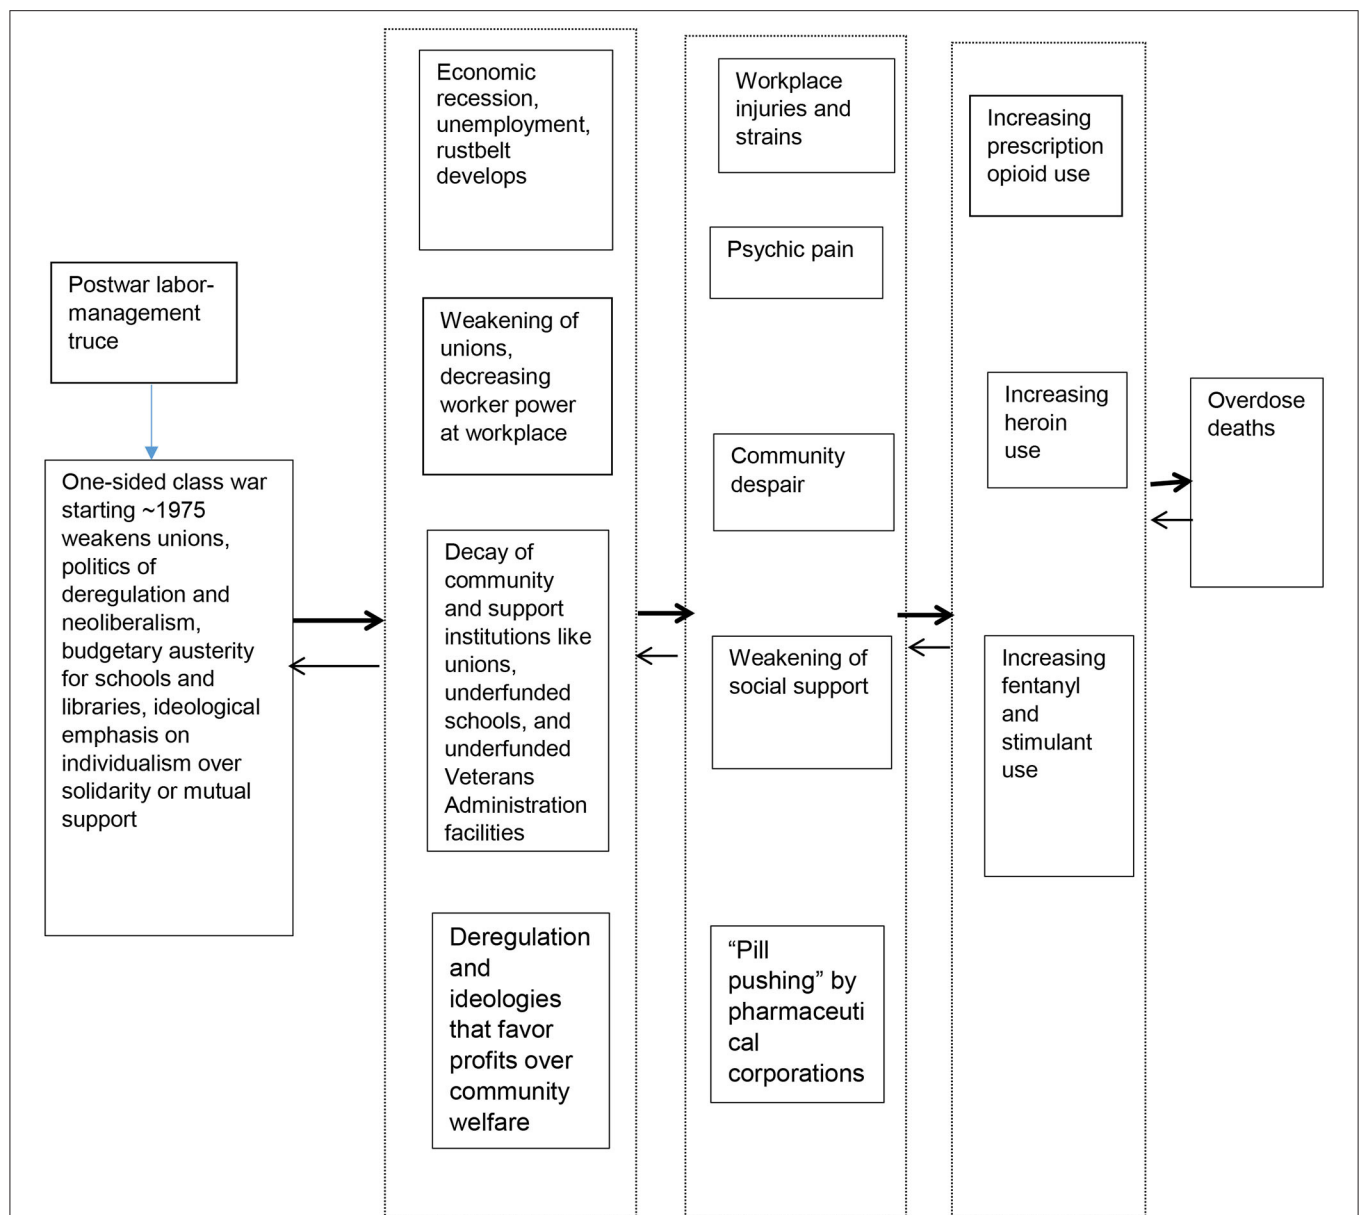 Postwar labor-
management
truce
One-sided class war
starting ~1975
weakens unions,
politics of
deregulation and
neoliberalism,
budgetary austerity
for schools and
libraries, ideological
emphasis on
individualism over
solidarity or mutual
support
Economic
recession,
unemployment,
rustbelt
develops
Weakening of
unions,
decreasing
worker power
at workplace
Decay of
community
and support
institutions like
unions,
underfunded
schools, and
underfunded
Veterans
Administration
facilities
Deregulation
and
ideologies
that favor
profits over
community
welfare
Workplace
injuries and
strains
Psychic pain
Community
despair
Weakening of
social support
“Pill
pushing” by
pharmaceuti
cal
corporations
Increasing
prescription
opioid use
Increasing
heroin
use
Increasing
fentanyl
and
stimulant
use
Overdose
deaths